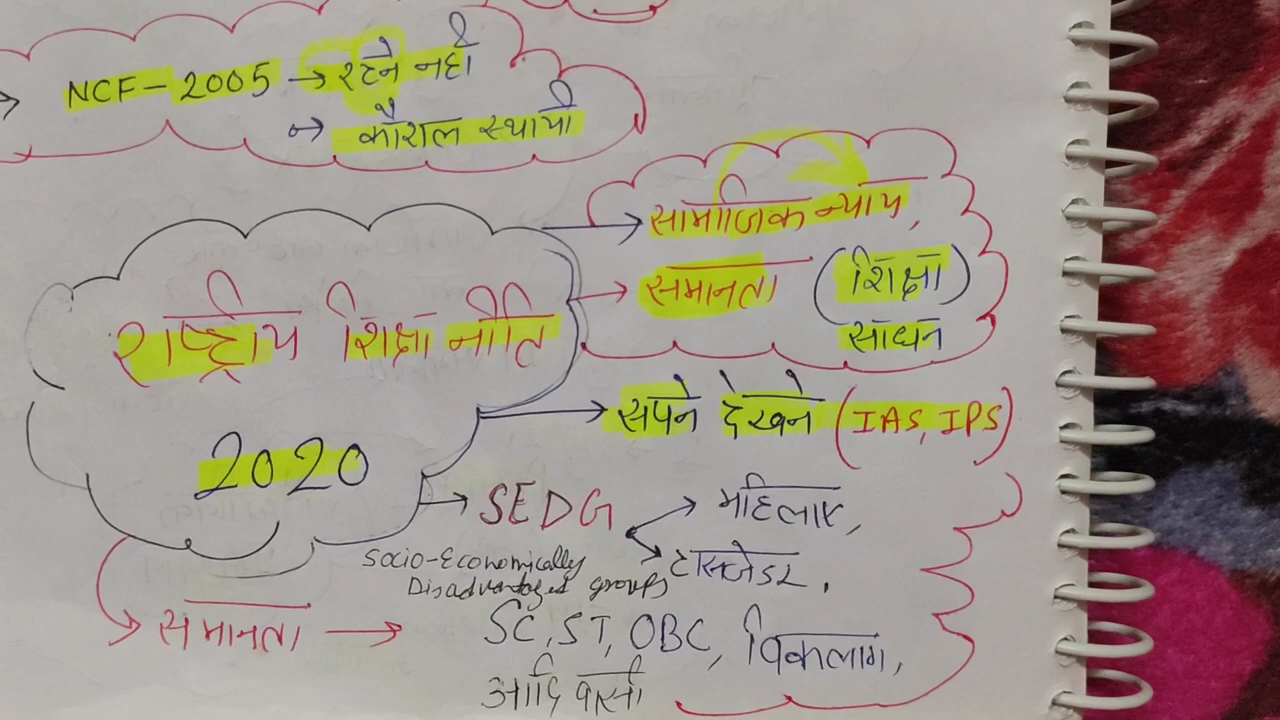 NCF-2005 → रटने नही
→ कौशल स्थायी
→ सामाजिक न्याय,
→ समानता (शिक्षा)
साधन
राष्ट्रीय शिक्षा नीति
2020
→ सपने देखने (IAS, IPS)
→ SEDG → महिलाए,
Socio-Economically
Disadvantaged groups
→ ट्रासजेडर,
→ समानता →
SC, ST, OBC, विकलाग,
आदिवासी